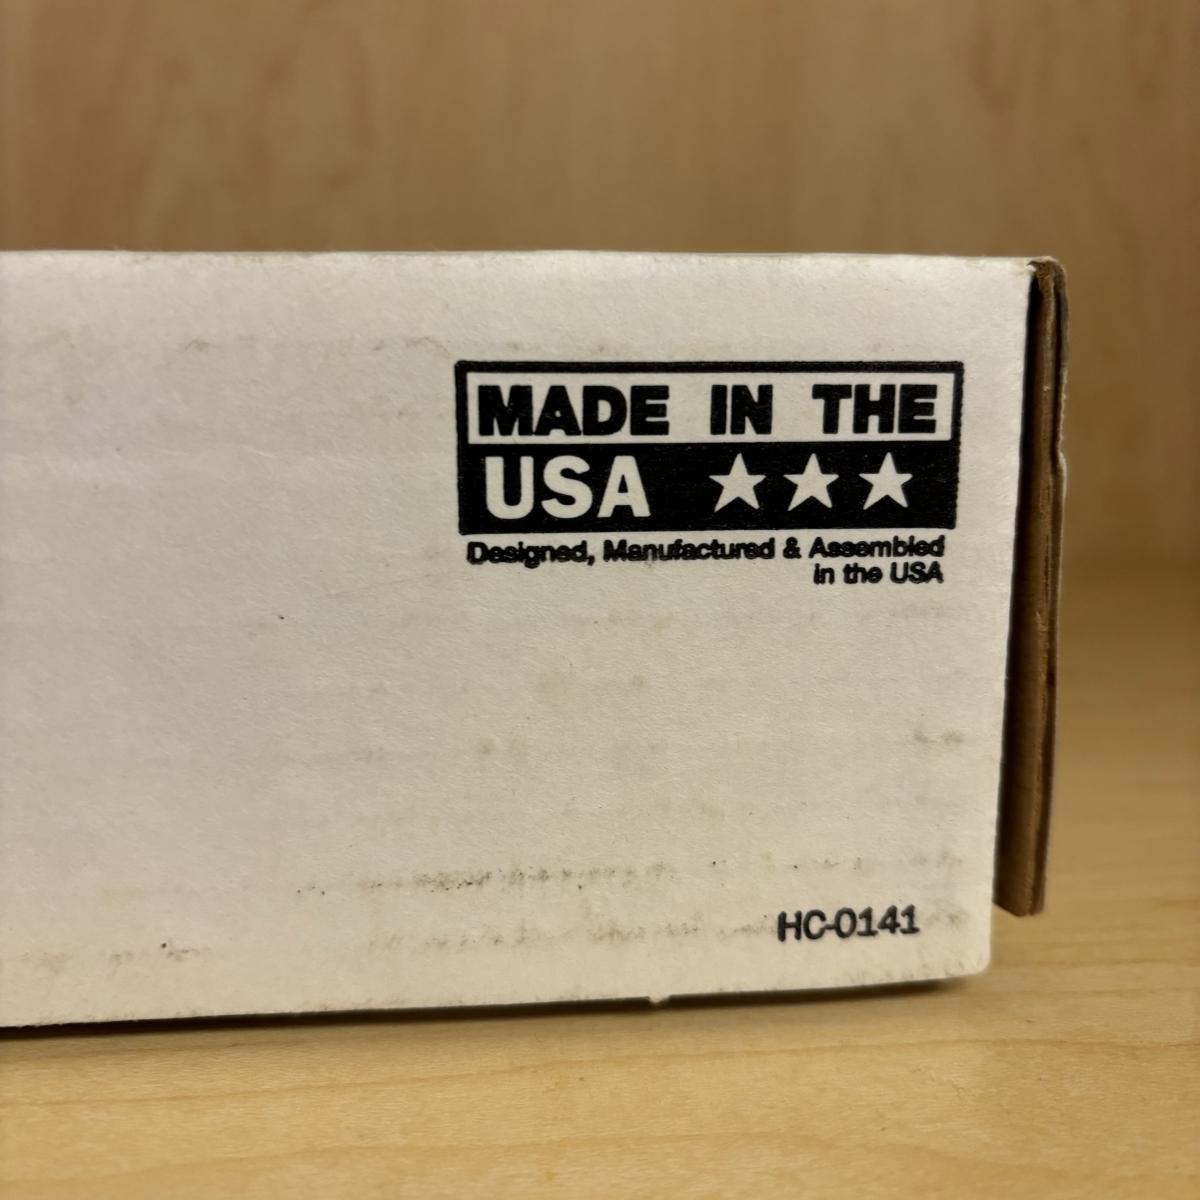 MADE IN THE
USA ★★★
Designed, Manufactured & Assembled
in the USA
HC-0141